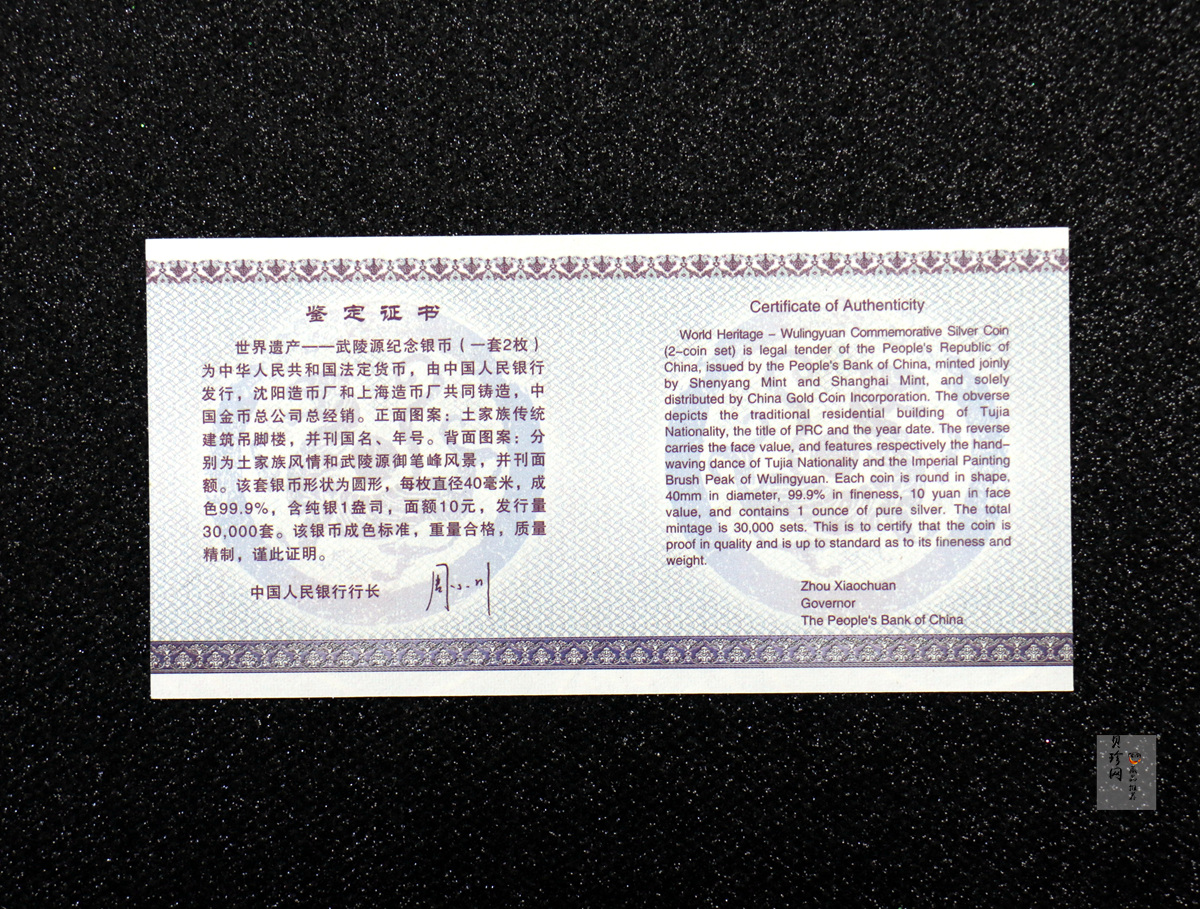 鉴定证书
世界遗产——武陵源纪念银币（一套2枚）
为中华人民共和国法定货币，由中国人民银行
发行，沈阳造币厂和上海造币厂共同铸造，中
国金币总公司总经销。正面图案：土家族传统
建筑吊脚楼，并刊国名、年号。背面图案：分
别为土家族风情和武陵源御笔峰风景，并刊面
额。该套银币形状为圆形，每枚直径40毫米，成
色99.9%，含纯银1盎司，面额10元，发行量
30,000套。该银币成色标准，重量合格，质量
精制，谨此证明。
中国人民银行行长
周小川
Certificate of Authenticity
World Heritage – Wulingyuan Commemorative Silver Coin
(2–coin set) is legal tender of the People's Republic of
China, issued by the People's Bank of China, minted joinly
by Shenyang Mint and Shanghai Mint, and solely
distributed by China Gold Coin Incorporation. The obverse
depicts the traditional residential building of Tujia
Nationality, the title of PRC and the year date. The reverse
carries the face value, and features respectively the hand–
waving dance of Tujia Nationality and the Imperial Painting
Brush Peak of Wulingyuan. Each coin is round in shape,
40mm in diameter, 99.9% in fineness, 10 yuan in face
value, and contains 1 ounce of pure silver. The total
mintage is 30,000 sets. This is to certify that the coin is
proof in quality and is up to standard as to its fineness and
weight.
Zhou Xiaochuan
Governor
The People's Bank of China